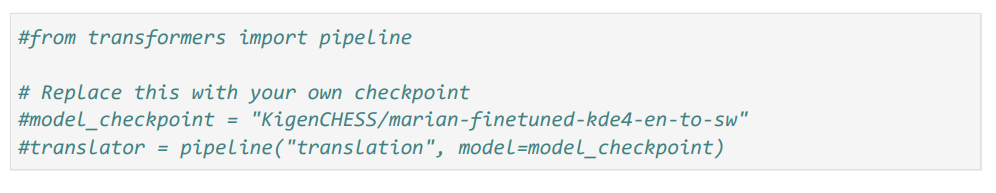 #from transformers import pipeline
# Replace this with your own checkpoint
#model_checkpoint = "KigenCHESS/marian-finetuned-kde4-en-to-sw"
#translator = pipeline("translation", model=model_checkpoint)